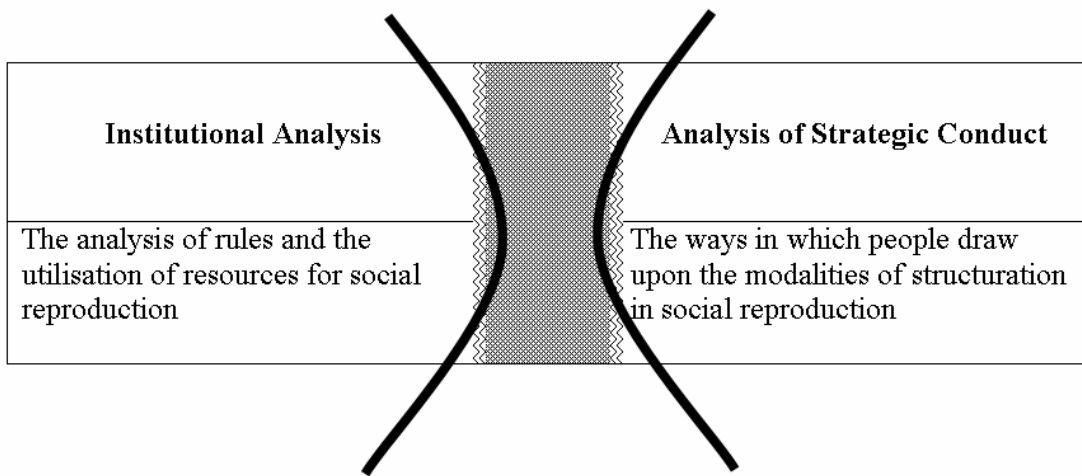 Institutional Analysis
Analysis of Strategic Conduct
The analysis of rules and the
utilisation of resources for social
reproduction
The ways in which people draw
upon the modalities of structuration
in social reproduction